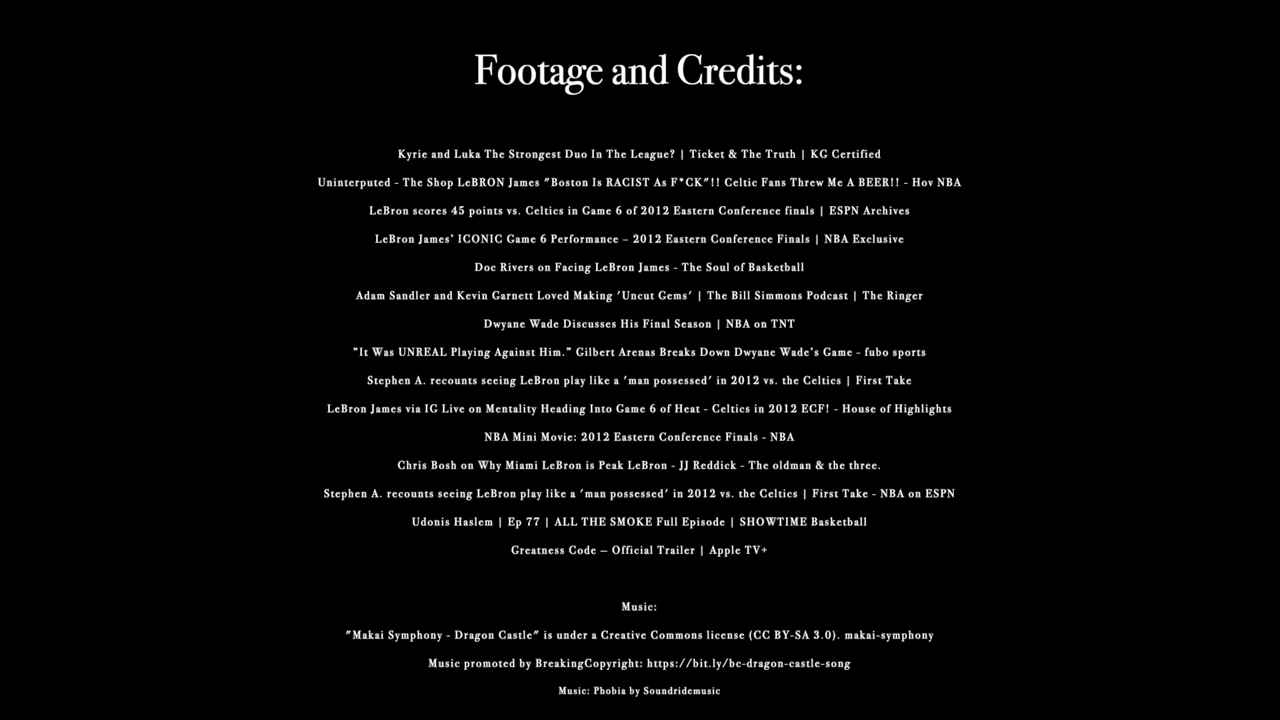 Footage and Credits:
Kyrie and Luka The Strongest Duo In The League? | Ticket & The Truth | KG Certified
Uninterputed - The Shop LeBRON James "Boston Is RACIST As F*CK"!! Celtic Fans Threw Me A BEER!! - Hov NBA
LeBron scores 45 points vs. Celtics in Game 6 of 2012 Eastern Conference finals | ESPN Archives
LeBron James' ICONIC Game 6 Performance – 2012 Eastern Conference Finals | NBA Exclusive
Doc Rivers on Facing LeBron James - The Soul of Basketball
Adam Sandler and Kevin Garnett Loved Making 'Uncut Gems' | The Bill Simmons Podcast | The Ringer
Dwyane Wade Discusses His Final Season | NBA on TNT
“It Was UNREAL Playing Against Him.” Gilbert Arenas Breaks Down Dwyane Wade’s Game - fubo sports
Stephen A. recounts seeing LeBron play like a 'man possessed' in 2012 vs. the Celtics | First Take
LeBron James via IG Live on Mentality Heading Into Game 6 of Heat - Celtics in 2012 ECF! - House of Highlights
NBA Mini Movie: 2012 Eastern Conference Finals - NBA
Chris Bosh on Why Miami LeBron is Peak LeBron - JJ Reddick - The oldman & the three.
Stephen A. recounts seeing LeBron play like a 'man possessed' in 2012 vs. the Celtics | First Take - NBA on ESPN
Udonis Haslem | Ep 77 | ALL THE SMOKE Full Episode | SHOWTIME Basketball
Greatness Code — Official Trailer | Apple TV+
Music:
"Makai Symphony - Dragon Castle" is under a Creative Commons license (CC BY-SA 3.0). makai-symphony
Music promoted by BreakingCopyright: https://bit.ly/bc-dragon-castle-song
Music: Phobia by Soundridemusic